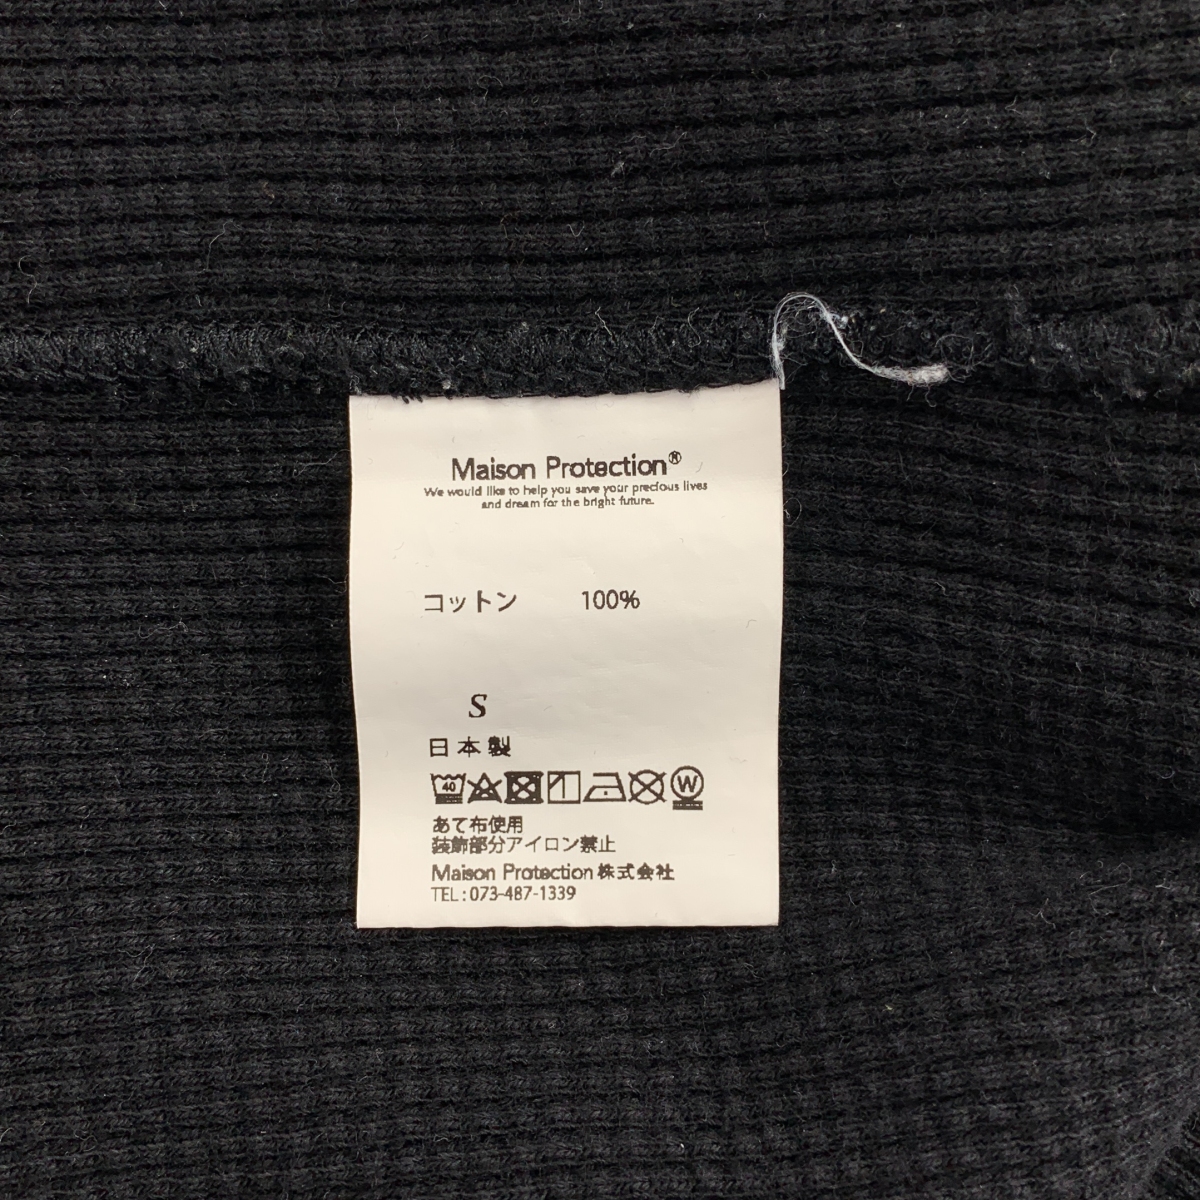 Maison Protection®
We would like to help you save your precious lives
and dream for the bright future.
コットン 100%
S
日本製
40 W
あて布使用
装飾部分アイロン禁止
Maison Protection 株式会社
TEL : 073-487-1339